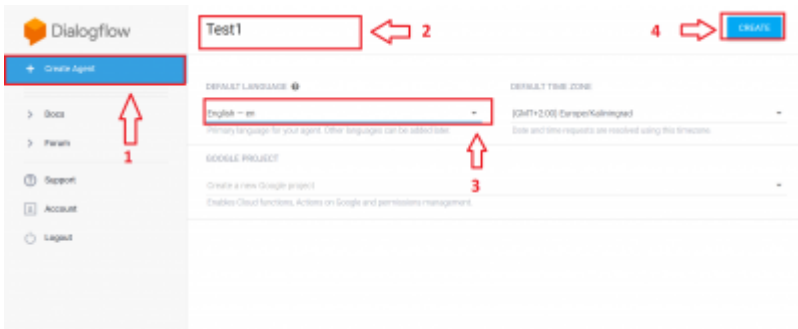 Dialogflow
+ Create Agent
> Docs
> Forum
Support
Account
Logout
1
Test1
2
4
CREATE
DEFAULT LANGUAGE
English — en
Primary language for your agent. Other languages can be added later.
3
DEFAULT TIME ZONE
(GMT+2:00) Europe/Kaliningrad
Date and time requests are resolved using this timezone.
GOOGLE PROJECT
Create a new Google project
Enables Cloud functions, Actions on Google and permissions management.